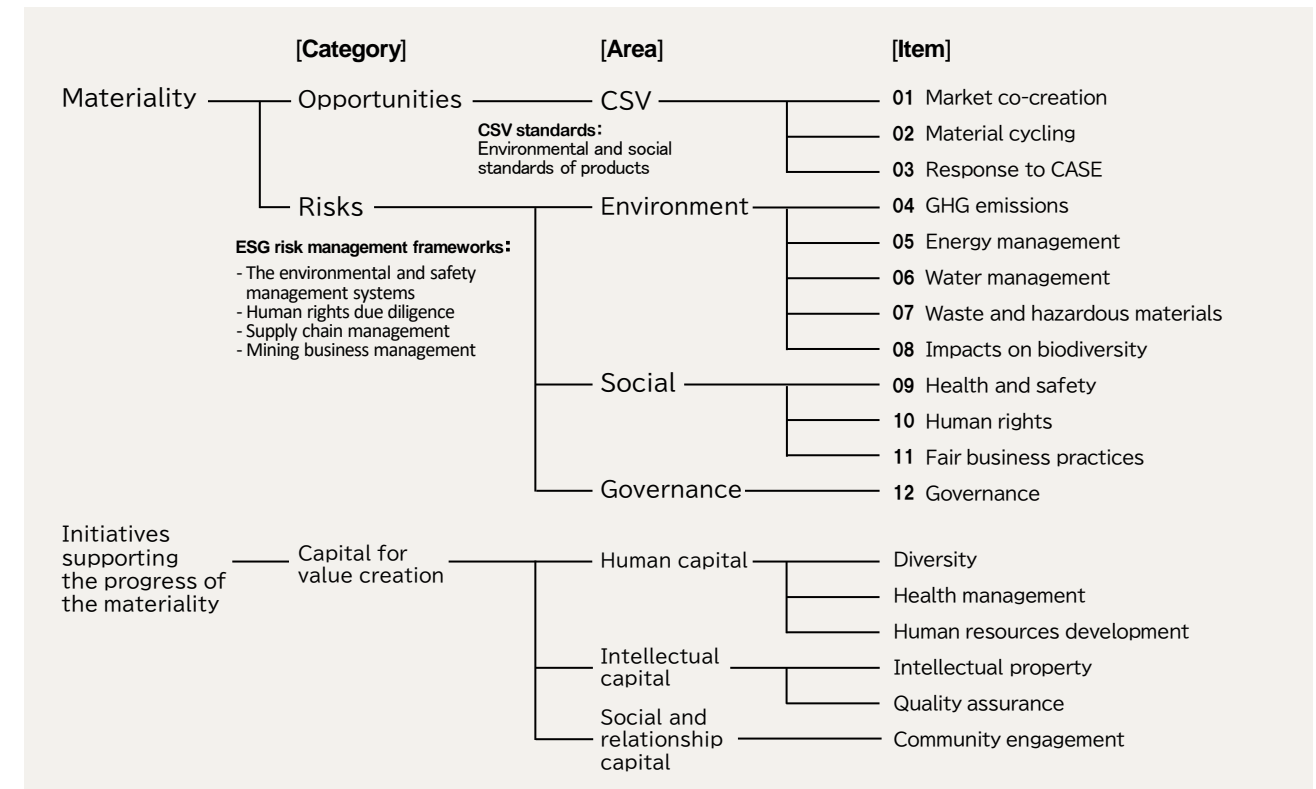 [Category] [Area] [Item]
Materiality Opportunities CSV 01 Market co-creation
CSV standards:
Environmental and social
standards of products
02 Material cycling
03 Response to CASE
Risks Environment 04 GHG emissions
ESG risk management frameworks:
- The environmental and safety
management systems
- Human rights due diligence
- Supply chain management
- Mining business management
05 Energy management
06 Water management
07 Waste and hazardous materials
08 Impacts on biodiversity
Social 09 Health and safety
10 Human rights
11 Fair business practices
Governance 12 Governance
Initiatives
supporting
the progress of
the materiality
Capital for
value creation
Human capital Diversity
Health management
Human resources development
Intellectual
capital
Intellectual property
Quality assurance
Social and
relationship
capital
Community engagement